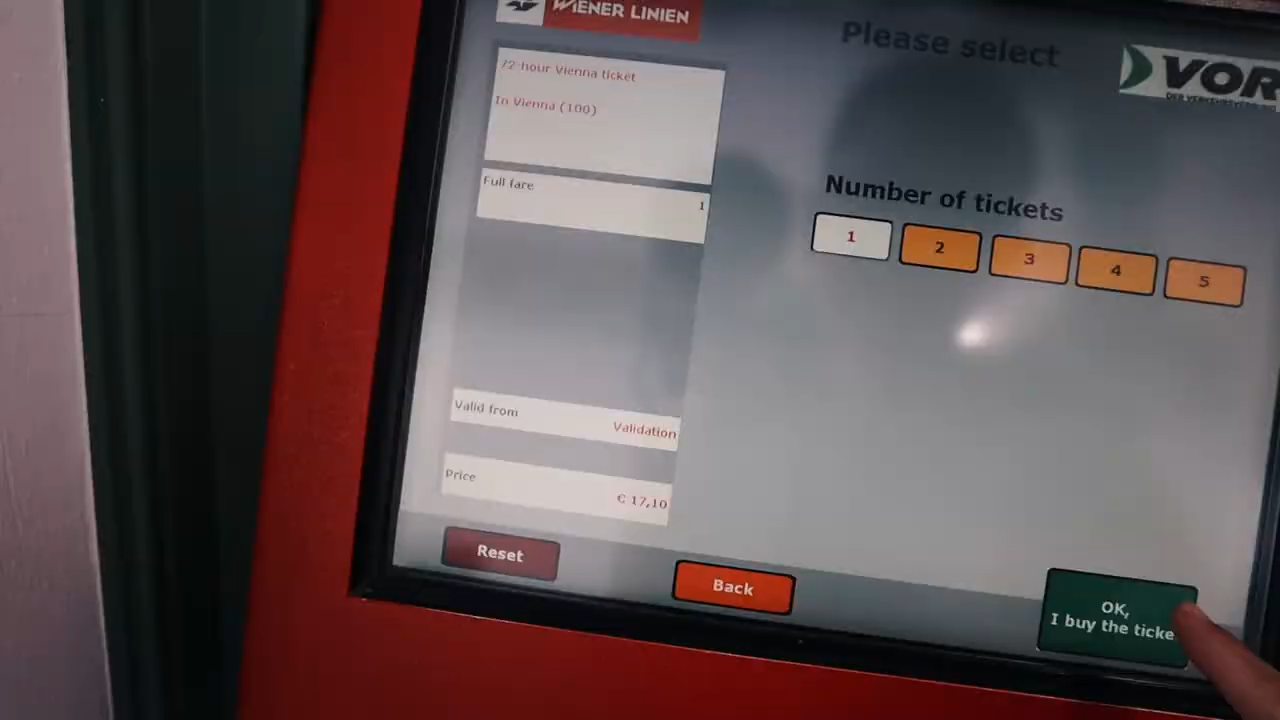 WIENER LINIEN
Please select
VOR
72-hour Vienna ticket
In Vienna (100)
Full fare
1
Number of tickets
1 2 3 4 5
Valid from
Validation
Price
€ 17,10
Reset
Back
OK,
I buy the ticke